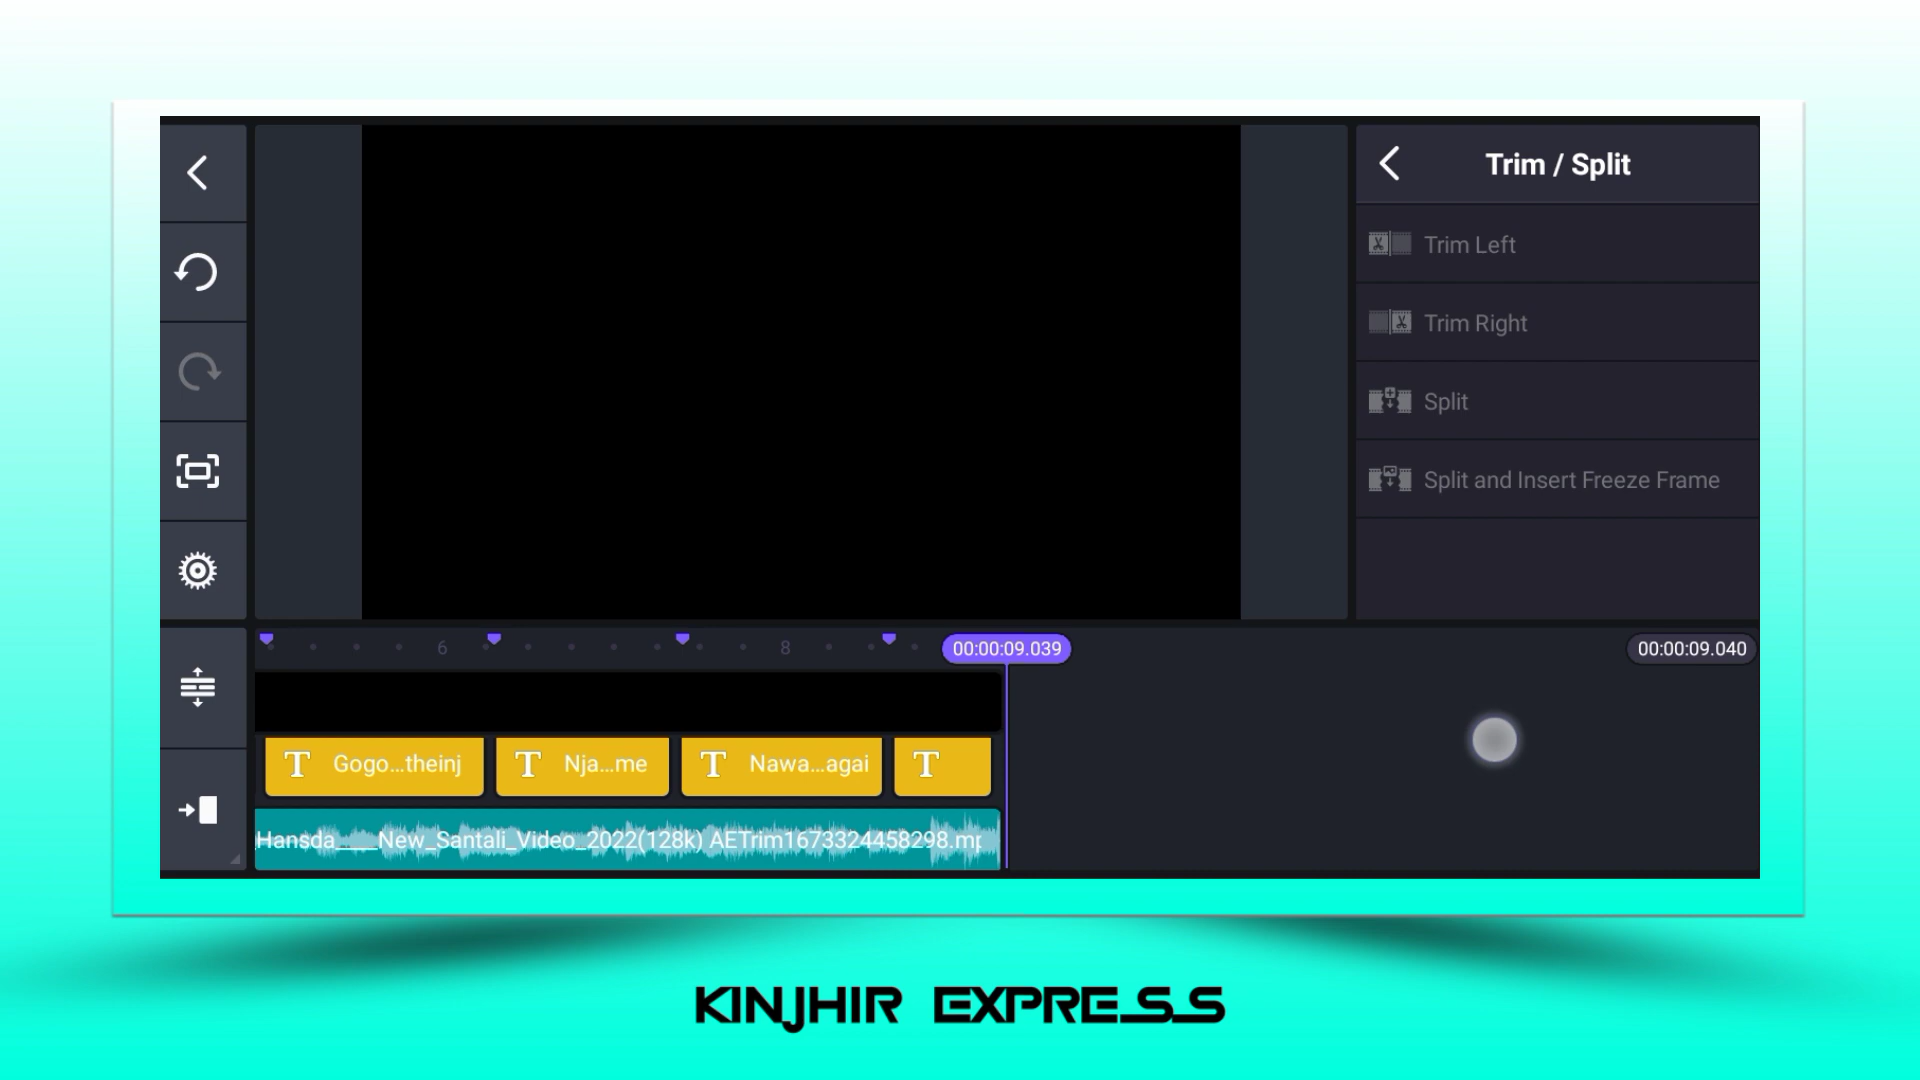 Trim / Split
Trim Left
Trim Right
Split
Split and Insert Freeze Frame
6
8
00:00:09.039
00:00:09.040
T Gogo...theinj
T Nja...me
T Nawa...agai
T
Hansda____New_Santali_Video_2022(128k) AETrim1673324458298.mp
KINJHIR EXPRESS